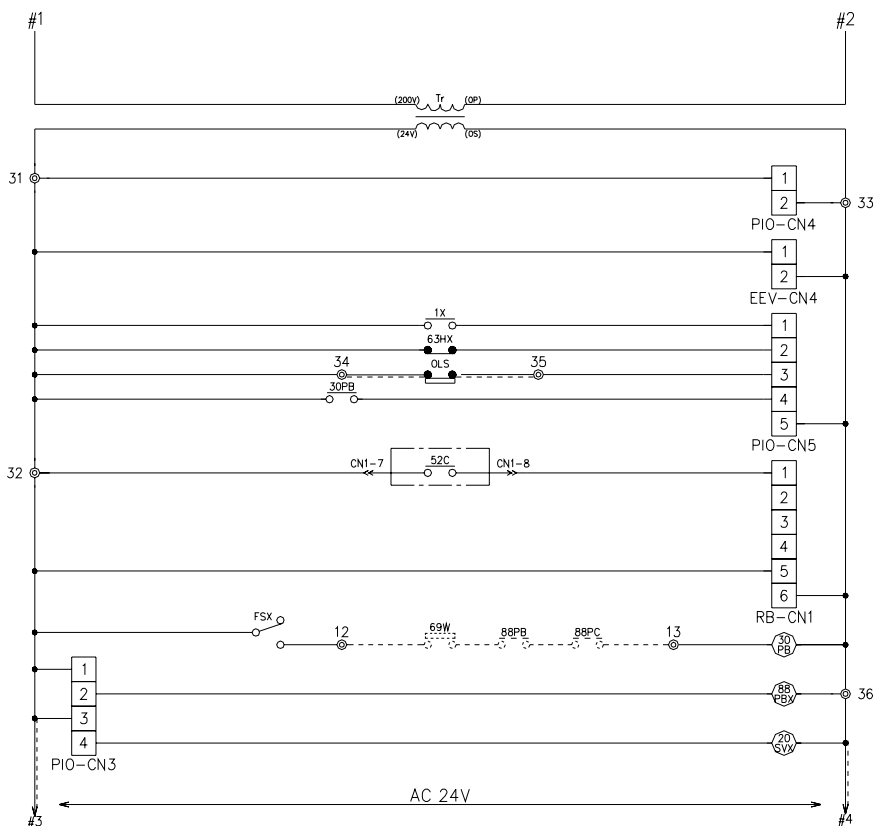 #1 #2
(200V) Tr (0P)
(24V) (0S)
31 1
2 33
PIO-CN4
1
2
EEV-CN4
1X 1
63HX 2
34 OLS 35 3
30PB 4
5
PIO-CN5
32 CN1-7 52C CN1-8 1
2
3
4
5
6
RB-CN1
FSX 12 69W 88PB 88PC 13 30
PB
1
2 88
PBX 36
3
4 20
SVX
PIO-CN3
AC 24V
#3 #4